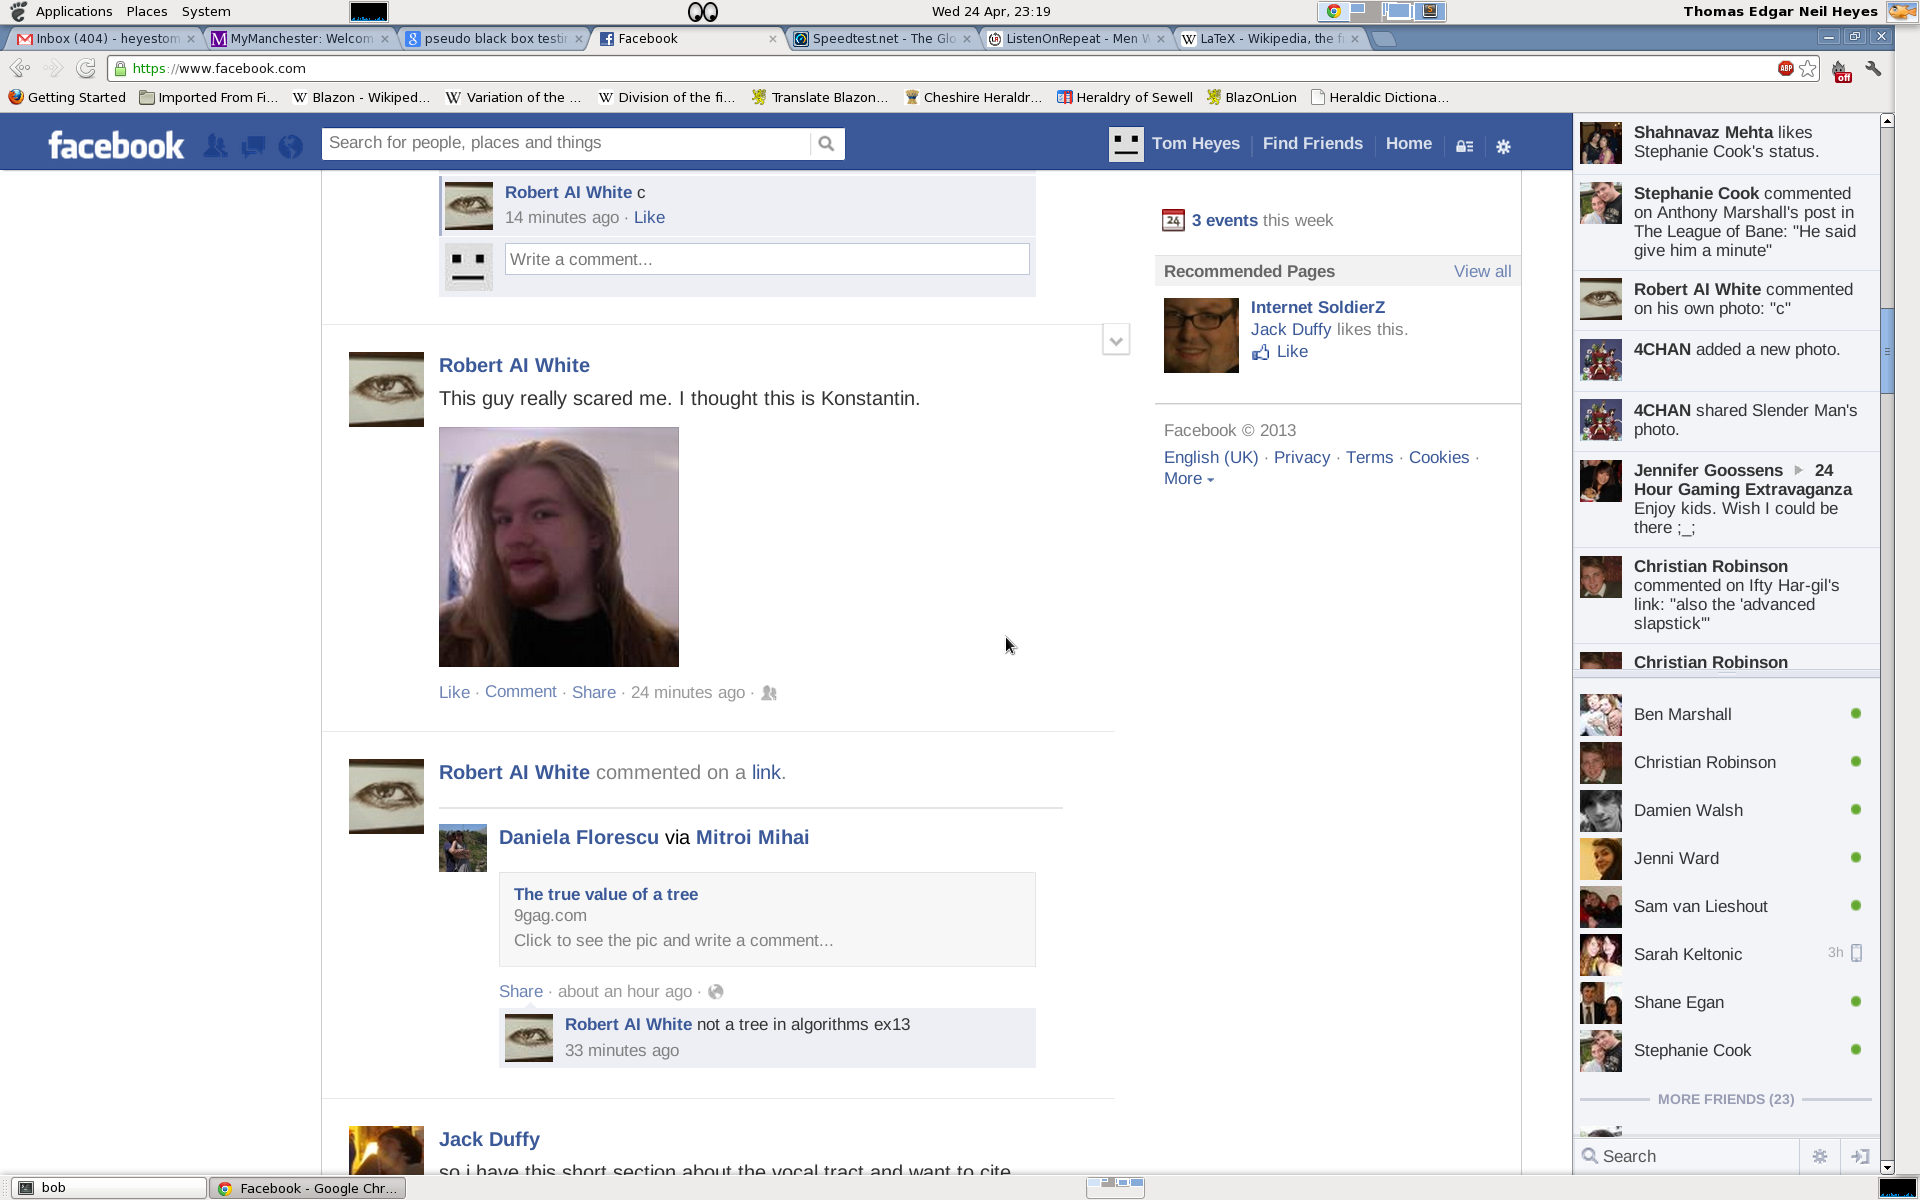 Applications Places System
Wed 24 Apr, 23:19
Thomas Edgar Neil Heyes
Inbox (404) - heyestom
MyManchester: Welcom
pseudo black box testi
Facebook
Speedtest.net - The Glo
ListenOnRepeat - Men W
LaTeX - Wikipedia, the f
https://www.facebook.com
ABP
off
Getting Started
Imported From Fi...
Blazon - Wikiped...
Variation of the ...
Division of the fi...
Translate Blazon...
Cheshire Heraldr...
Heraldry of Sewell
BlazOnLion
Heraldic Dictiona...
facebook
Search for people, places and things
Tom Heyes
Find Friends
Home
Robert AI White c
14 minutes ago · Like
Write a comment...
Robert AI White
This guy really scared me. I thought this is Konstantin.
Like · Comment · Share · 24 minutes ago ·
Robert AI White commented on a link.
Daniela Florescu via Mitroi Mihai
The true value of a tree
9gag.com
Click to see the pic and write a comment...
Share · about an hour ago ·
Robert AI White not a tree in algorithms ex13
33 minutes ago
Jack Duffy
so i have this short section about the vocal tract and want to cite
24
3 events this week
Recommended Pages
View all
Internet SoldierZ
Jack Duffy likes this.
Like
Facebook © 2013
English (UK) · Privacy · Terms · Cookies ·
More
Shahnavaz Mehta likes
Stephanie Cook's status.
Stephanie Cook commented
on Anthony Marshall's post in
The League of Bane: "He said
give him a minute"
Robert AI White commented
on his own photo: "c"
4CHAN added a new photo.
4CHAN shared Slender Man's
photo.
Jennifer Goossens ▶ 24
Hour Gaming Extravaganza
Enjoy kids. Wish I could be
there ;_;
Christian Robinson
commented on Ifty Har-gil's
link: "also the 'advanced
slapstick'"
Christian Robinson
Ben Marshall
Christian Robinson
Damien Walsh
Jenni Ward
Sam van Lieshout
Sarah Keltonic
3h
Shane Egan
Stephanie Cook
MORE FRIENDS (23)
Search
bob
Facebook - Google Chr...